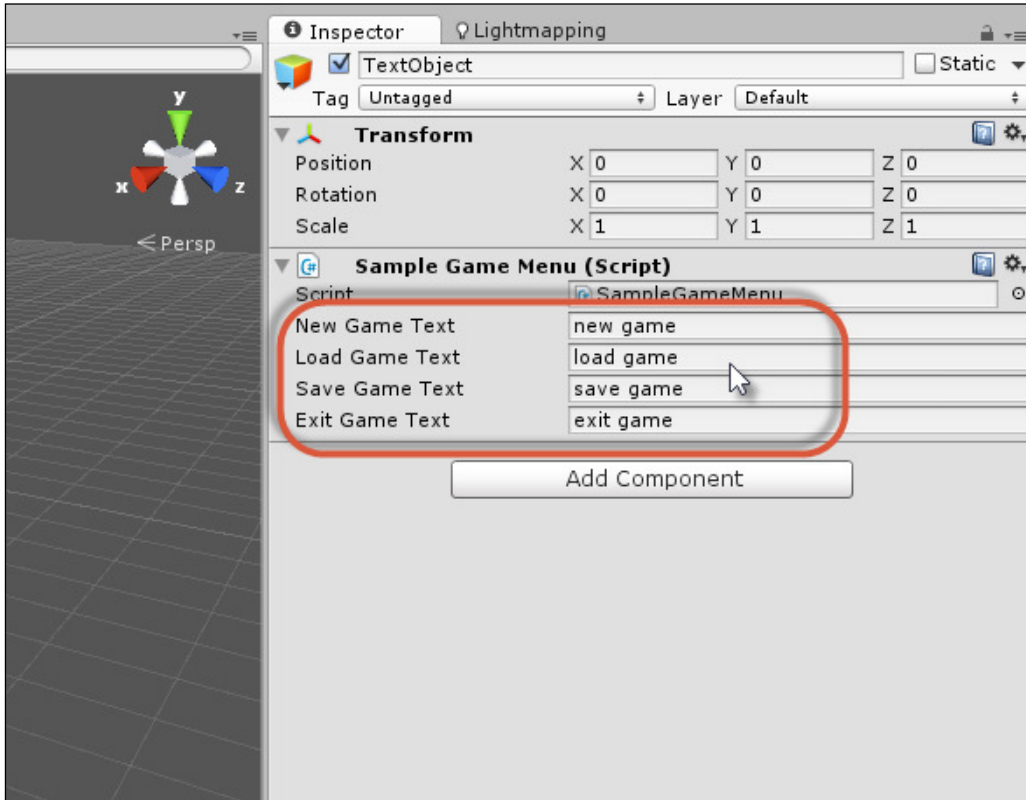 Inspector Lightmapping
TextObject Static
Tag Untagged Layer Default
y
x z
Persp
Transform
Position X 0 Y 0 Z 0
Rotation X 0 Y 0 Z 0
Scale X 1 Y 1 Z 1
Sample Game Menu (Script)
Script SampleGameMenu
New Game Text new game
Load Game Text load game
Save Game Text save game
Exit Game Text exit game
Add Component